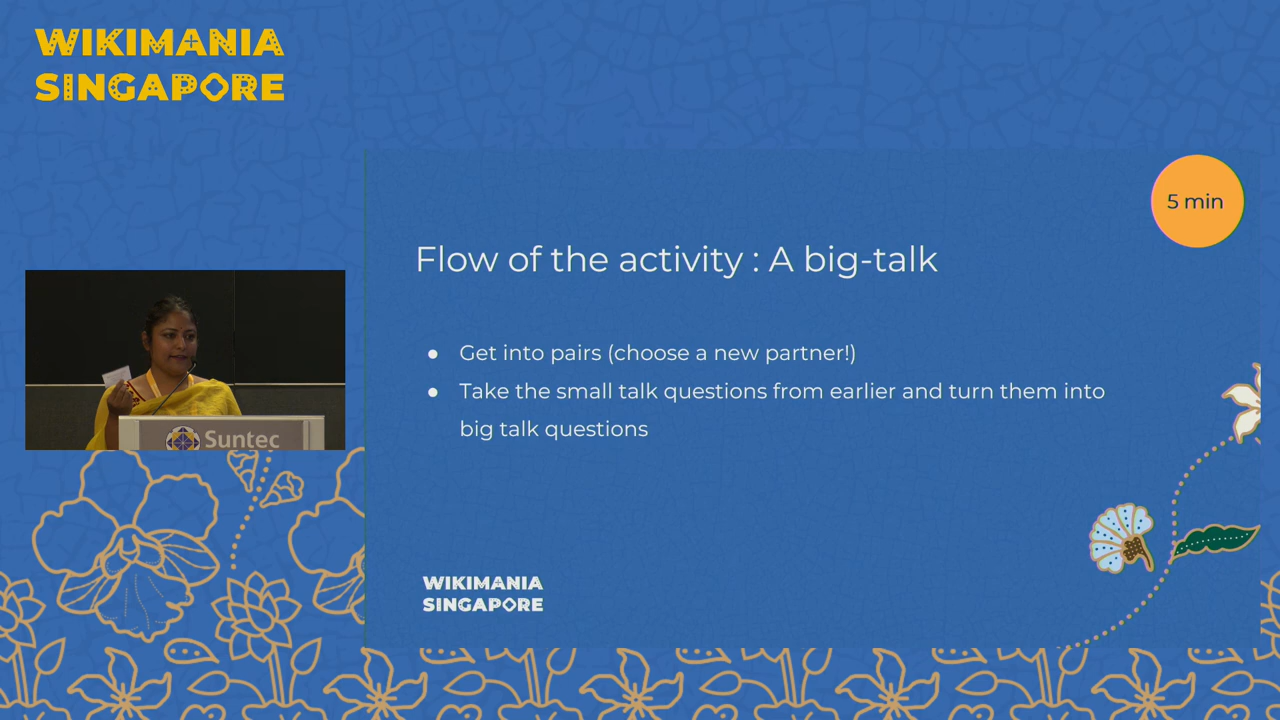 WIKIMANIA
SINGAPORE
5 min
Flow of the activity : A big-talk
● Get into pairs (choose a new partner!)
● Take the small talk questions from earlier and turn them into
big talk questions
Suntec
WIKIMANIA
SINGAPORE